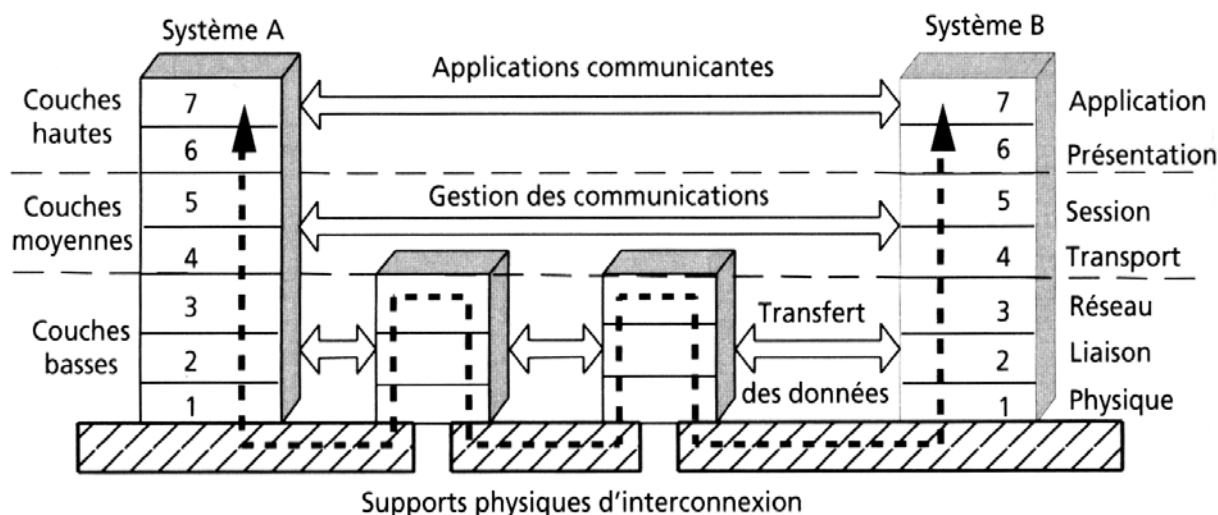 Système A
Système B
Applications communicantes
Couches
hautes
7
7
Application
6
6
Présentation
Gestion des communications
Couches
moyennes
5
5
Session
4
4
Transport
Couches
basses
3
Transfert
3
Réseau
2
2
Liaison
des données
1
1
Physique
Supports physiques d'interconnexion